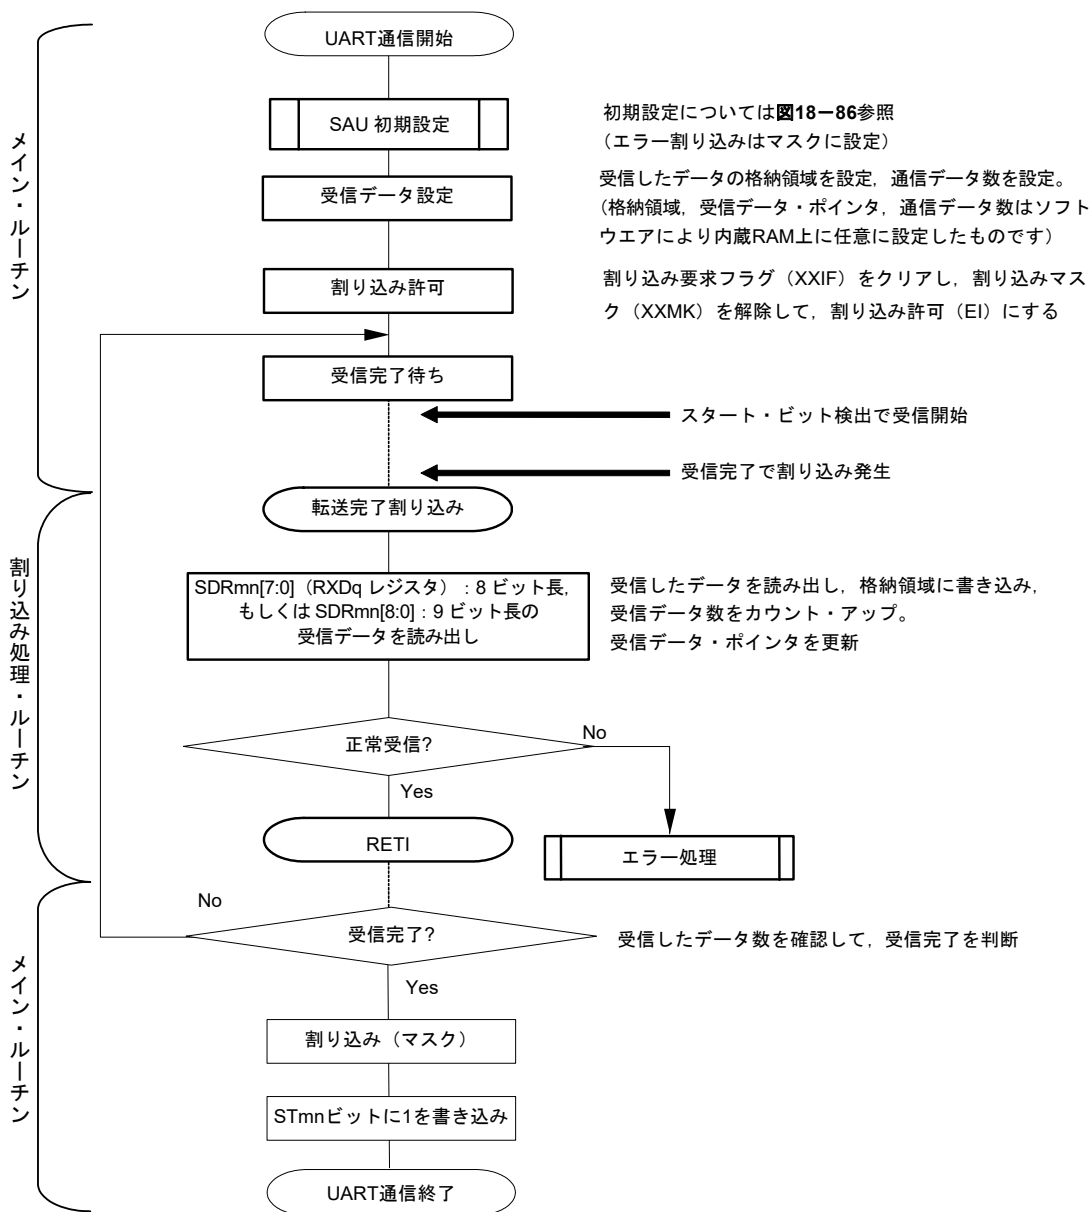 UART通信開始
SAU 初期設定
初期設定については図18－86参照
（エラー割り込みはマスクに設定）
受信データ設定
受信したデータの格納領域を設定，通信データ数を設定。
（格納領域，受信データ・ポインタ，通信データ数はソフト
ウエアにより内蔵RAM上に任意に設定したものです）
割り込み許可
割り込み要求フラグ（XXIF）をクリアし，割り込みマス
ク（XXMK）を解除して，割り込み許可（EI）にする
メイン・ルーチン
受信完了待ち
スタート・ビット検出で受信開始
受信完了で割り込み発生
転送完了割り込み
SDRmn[7:0]（RXDq レジスタ）：8 ビット長，
もしくは SDRmn[8:0]：9 ビット長の
受信データを読み出し
受信したデータを読み出し，格納領域に書き込み，
受信データ数をカウント・アップ。
受信データ・ポインタを更新
割り込み処理・ルーチン
正常受信?
No
Yes
RETI
エラー処理
No
受信完了?
受信したデータ数を確認して，受信完了を判断
Yes
メイン・ルーチン
割り込み（マスク）
STmnビットに1を書き込み
UART通信終了